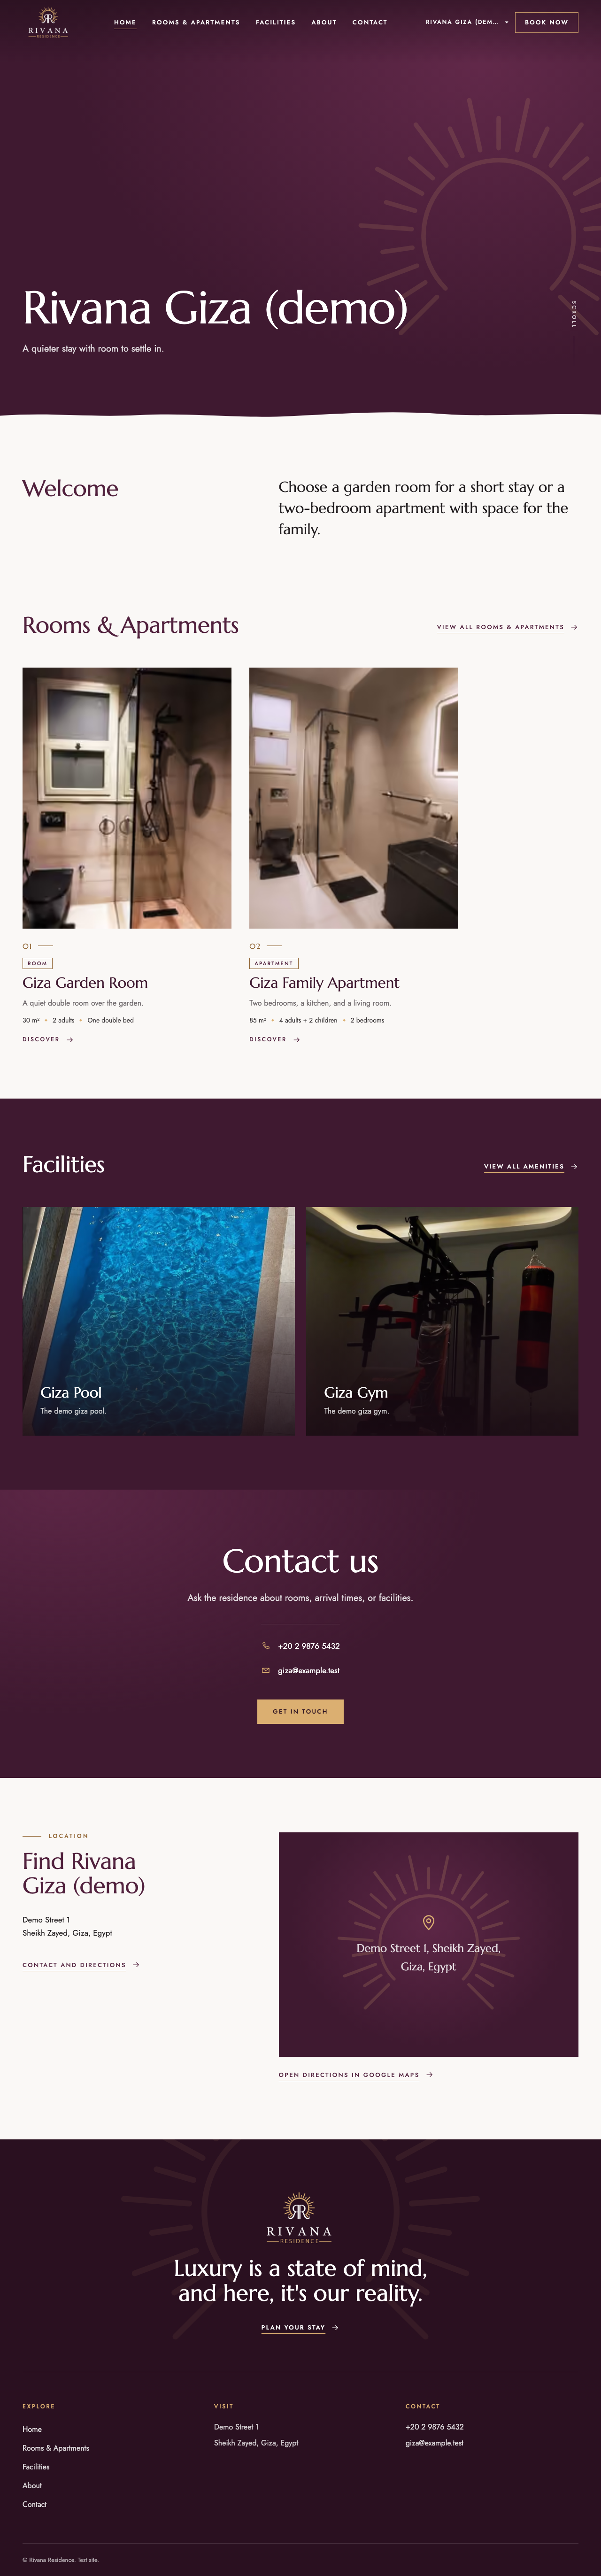 RIVANA
RESIDENCE
HOME
ROOMS & APARTMENTS
FACILITIES
ABOUT
CONTACT
RIVANA GIZA (DEM...
BOOK NOW
SCROLL
Rivana Giza (demo)
A quieter stay with room to settle in.
Welcome
Choose a garden room for a short stay or a
two-bedroom apartment with space for the
family.
Rooms & Apartments
VIEW ALL ROOMS & APARTMENTS
01
ROOM
Giza Garden Room
A quiet double room over the garden.
30 m² • 2 adults • One double bed
DISCOVER
02
APARTMENT
Giza Family Apartment
Two bedrooms, a kitchen, and a living room.
85 m² • 4 adults + 2 children • 2 bedrooms
DISCOVER
Facilities
VIEW ALL AMENITIES
Giza Pool
The demo giza pool.
Giza Gym
The demo giza gym.
Contact us
Ask the residence about rooms, arrival times, or facilities.
+20 2 9876 5432
giza@example.test
GET IN TOUCH
LOCATION
Find Rivana
Giza (demo)
Demo Street 1
Sheikh Zayed, Giza, Egypt
CONTACT AND DIRECTIONS
Demo Street 1, Sheikh Zayed,
Giza, Egypt
OPEN DIRECTIONS IN GOOGLE MAPS
RIVANA
RESIDENCE
Luxury is a state of mind,
and here, it's our reality.
PLAN YOUR STAY
EXPLORE
Home
Rooms & Apartments
Facilities
About
Contact
VISIT
Demo Street 1
Sheikh Zayed, Giza, Egypt
CONTACT
+20 2 9876 5432
giza@example.test
© Rivana Residence. Test site.